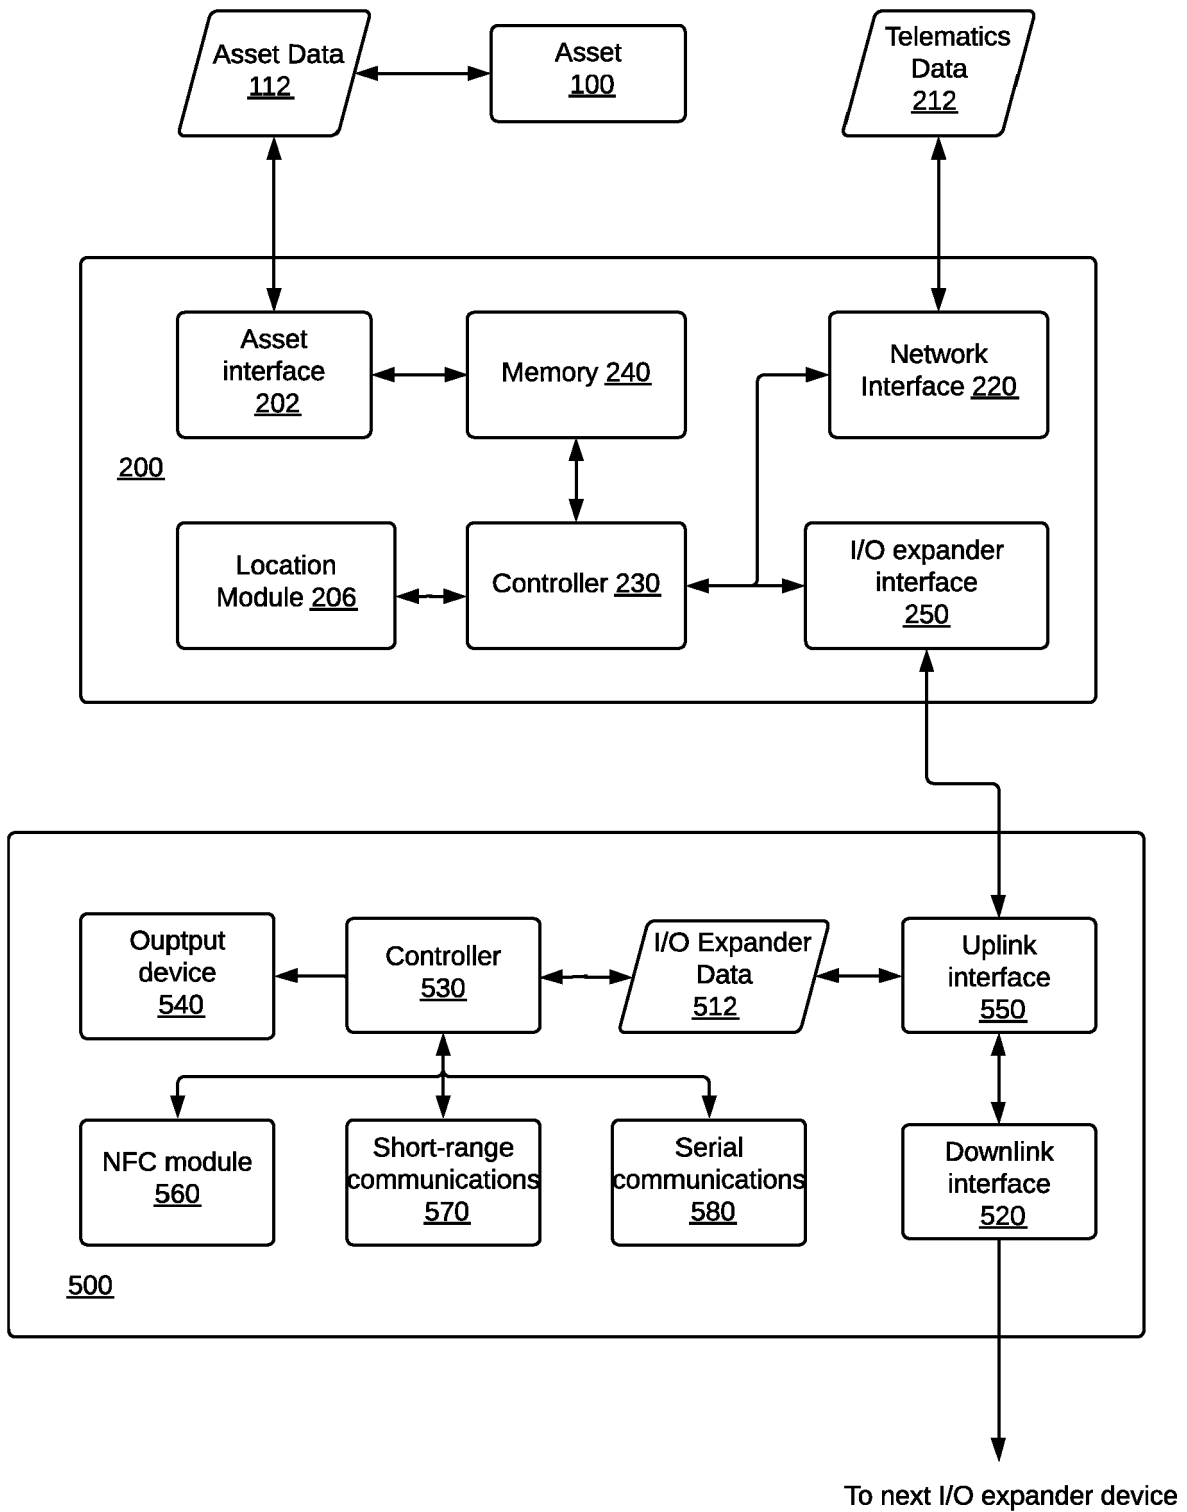 Asset Data
112
Asset
100
Telematics
Data
212
Asset
interface
202
Memory 240
Network
Interface 220
200
Location
Module 206
Controller 230
I/O expander
interface
250
Ouptput
device
540
Controller
530
I/O Expander
Data
512
Uplink
interface
550
NFC module
560
Short-range
communications
570
Serial
communications
580
Downlink
interface
520
500
To next I/O expander device